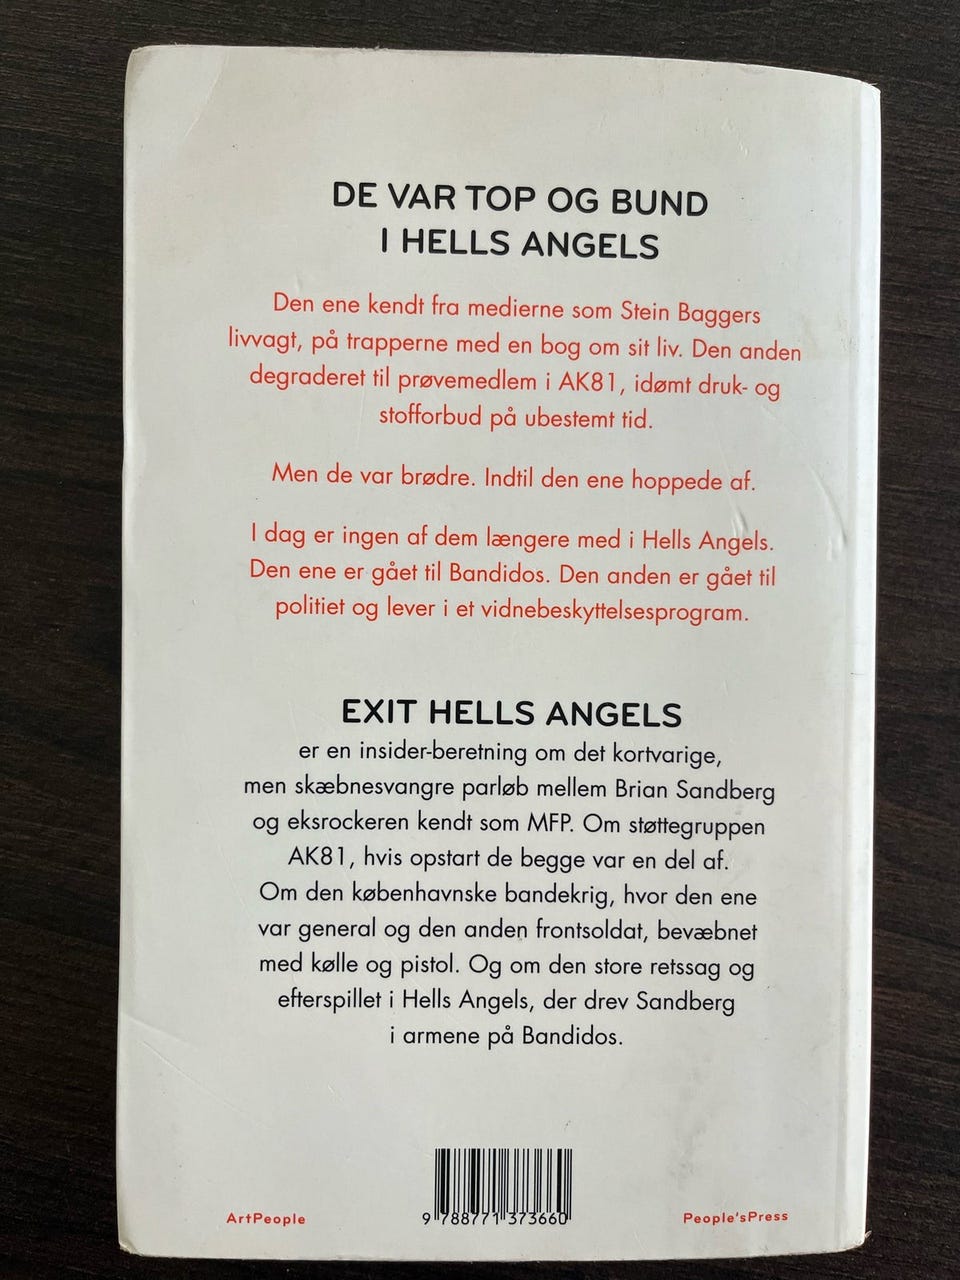 DE VAR TOP OG BUND
I HELLS ANGELS
Den ene kendt fra medierne som Stein Baggers
livvagt, på trapperne med en bog om sit liv. Den anden
degraderet til prøvemedlem i AK81, idømt druk- og
stofforbud på ubestemt tid.
Men de var brødre. Indtil den ene hoppede af.
I dag er ingen af dem længere med i Hells Angels.
Den ene er gået til Bandidos. Den anden er gået til
politiet og lever i et vidnebeskyttelsesprogram.
EXIT HELLS ANGELS
er en insider-beretning om det kortvarige,
men skæbnesvangre parløb mellem Brian Sandberg
og eksrockeren kendt som MFP. Om støttegruppen
AK81, hvis opstart de begge var en del af.
Om den københavnske bandekrig, hvor den ene
var general og den anden frontsoldat, bevæbnet
med kølle og pistol. Og om den store retssag og
efterspillet i Hells Angels, der drev Sandberg
i armene på Bandidos.
ArtPeople
9 788771 373660
People'sPress